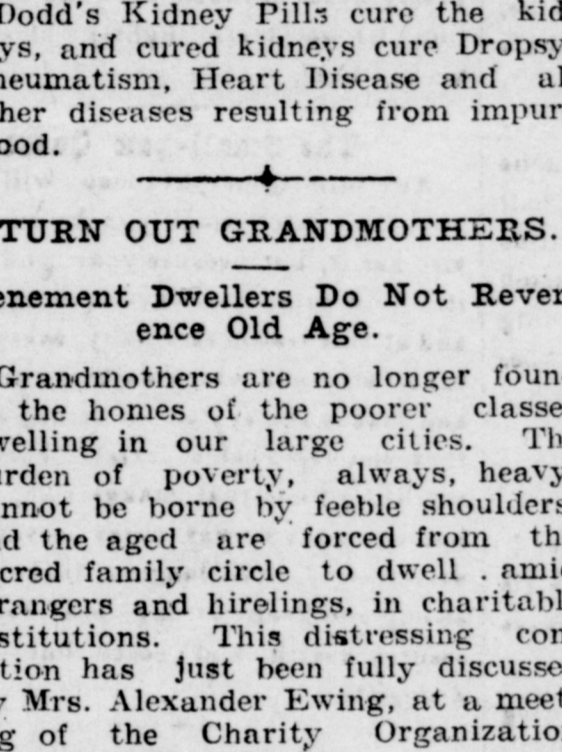 Dodd's Kidney Pills cure the kid
ys, and cured kidneys cure Dropsy
neumatism, Heart Disease and al
her diseases resulting from impur
ood.
TURN OUT GRANDMOTHERS.
enement Dwellers Do Not Rever
ence Old Age.
Grandmothers are no longer foun
the homes of the poorer classe
welling in our large cities. Th
urden of poverty, always, heavy
nnot be borne by feeble shoulders
d the aged are forced from th
cred family circle to dwell . ami
rangers and hirelings, in charitabl
stitutions. This distressing con
tion has just been fully discusse
y Mrs. Alexander Ewing, at a meet
g of the Charity Organizatio